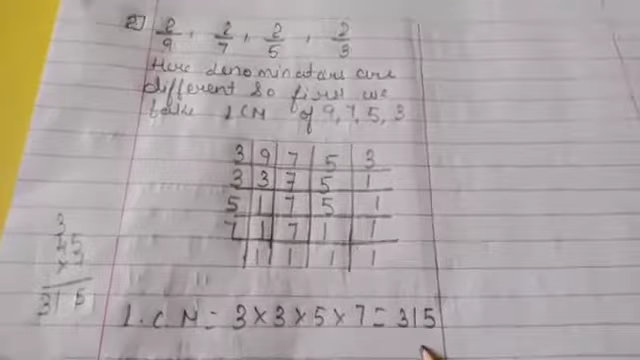 2) 2/9, 2/7, 2/5, 2/3
Here denominators are
different so first we
take LCM of 9, 7, 5, 3
3 9 7 5 3
3 3 7 5 1
5 1 7 5 1
7 1 7 1 1
1 1 1 1
3
45
×7
315
L.C.M = 3×3×5×7=315